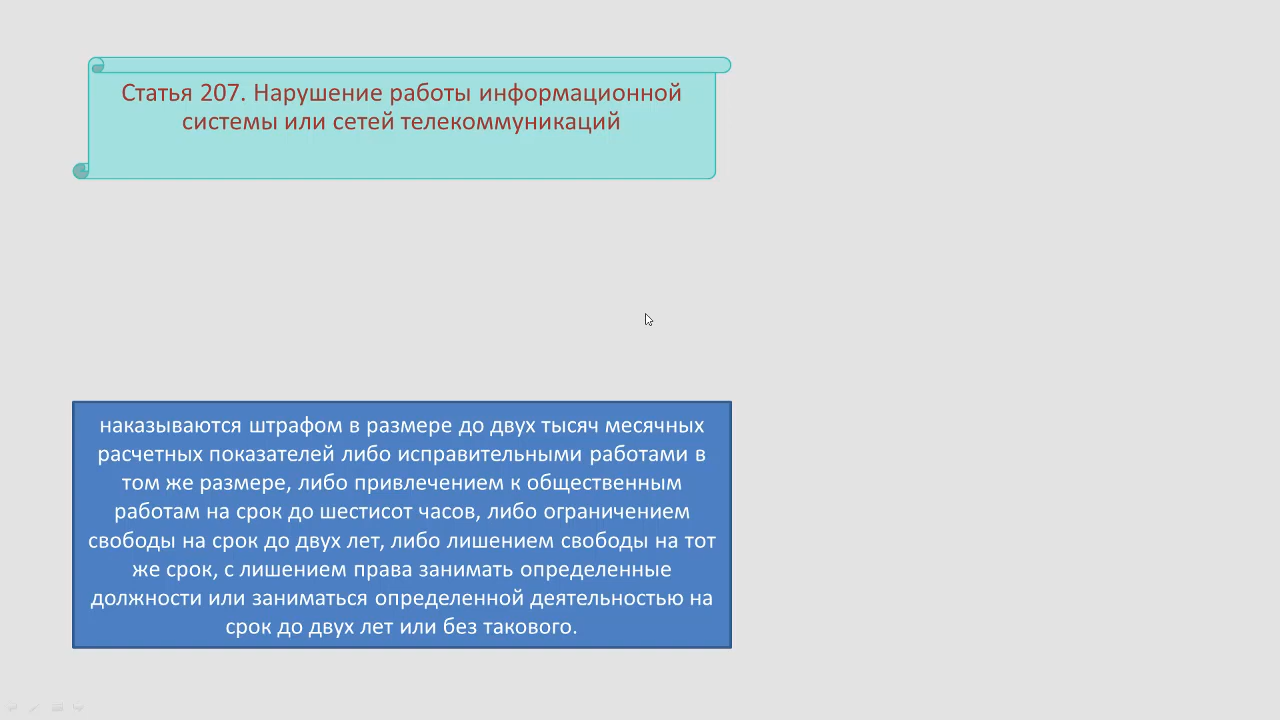 Статья 207. Нарушение работы информационной
системы или сетей телекоммуникаций
наказываются штрафом в размере до двух тысяч месячных
расчетных показателей либо исправительными работами в
том же размере, либо привлечением к общественным
работам на срок до шестисот часов, либо ограничением
свободы на срок до двух лет, либо лишением свободы на тот
же срок, с лишением права занимать определенные
должности или заниматься определенной деятельностью на
срок до двух лет или без такового.